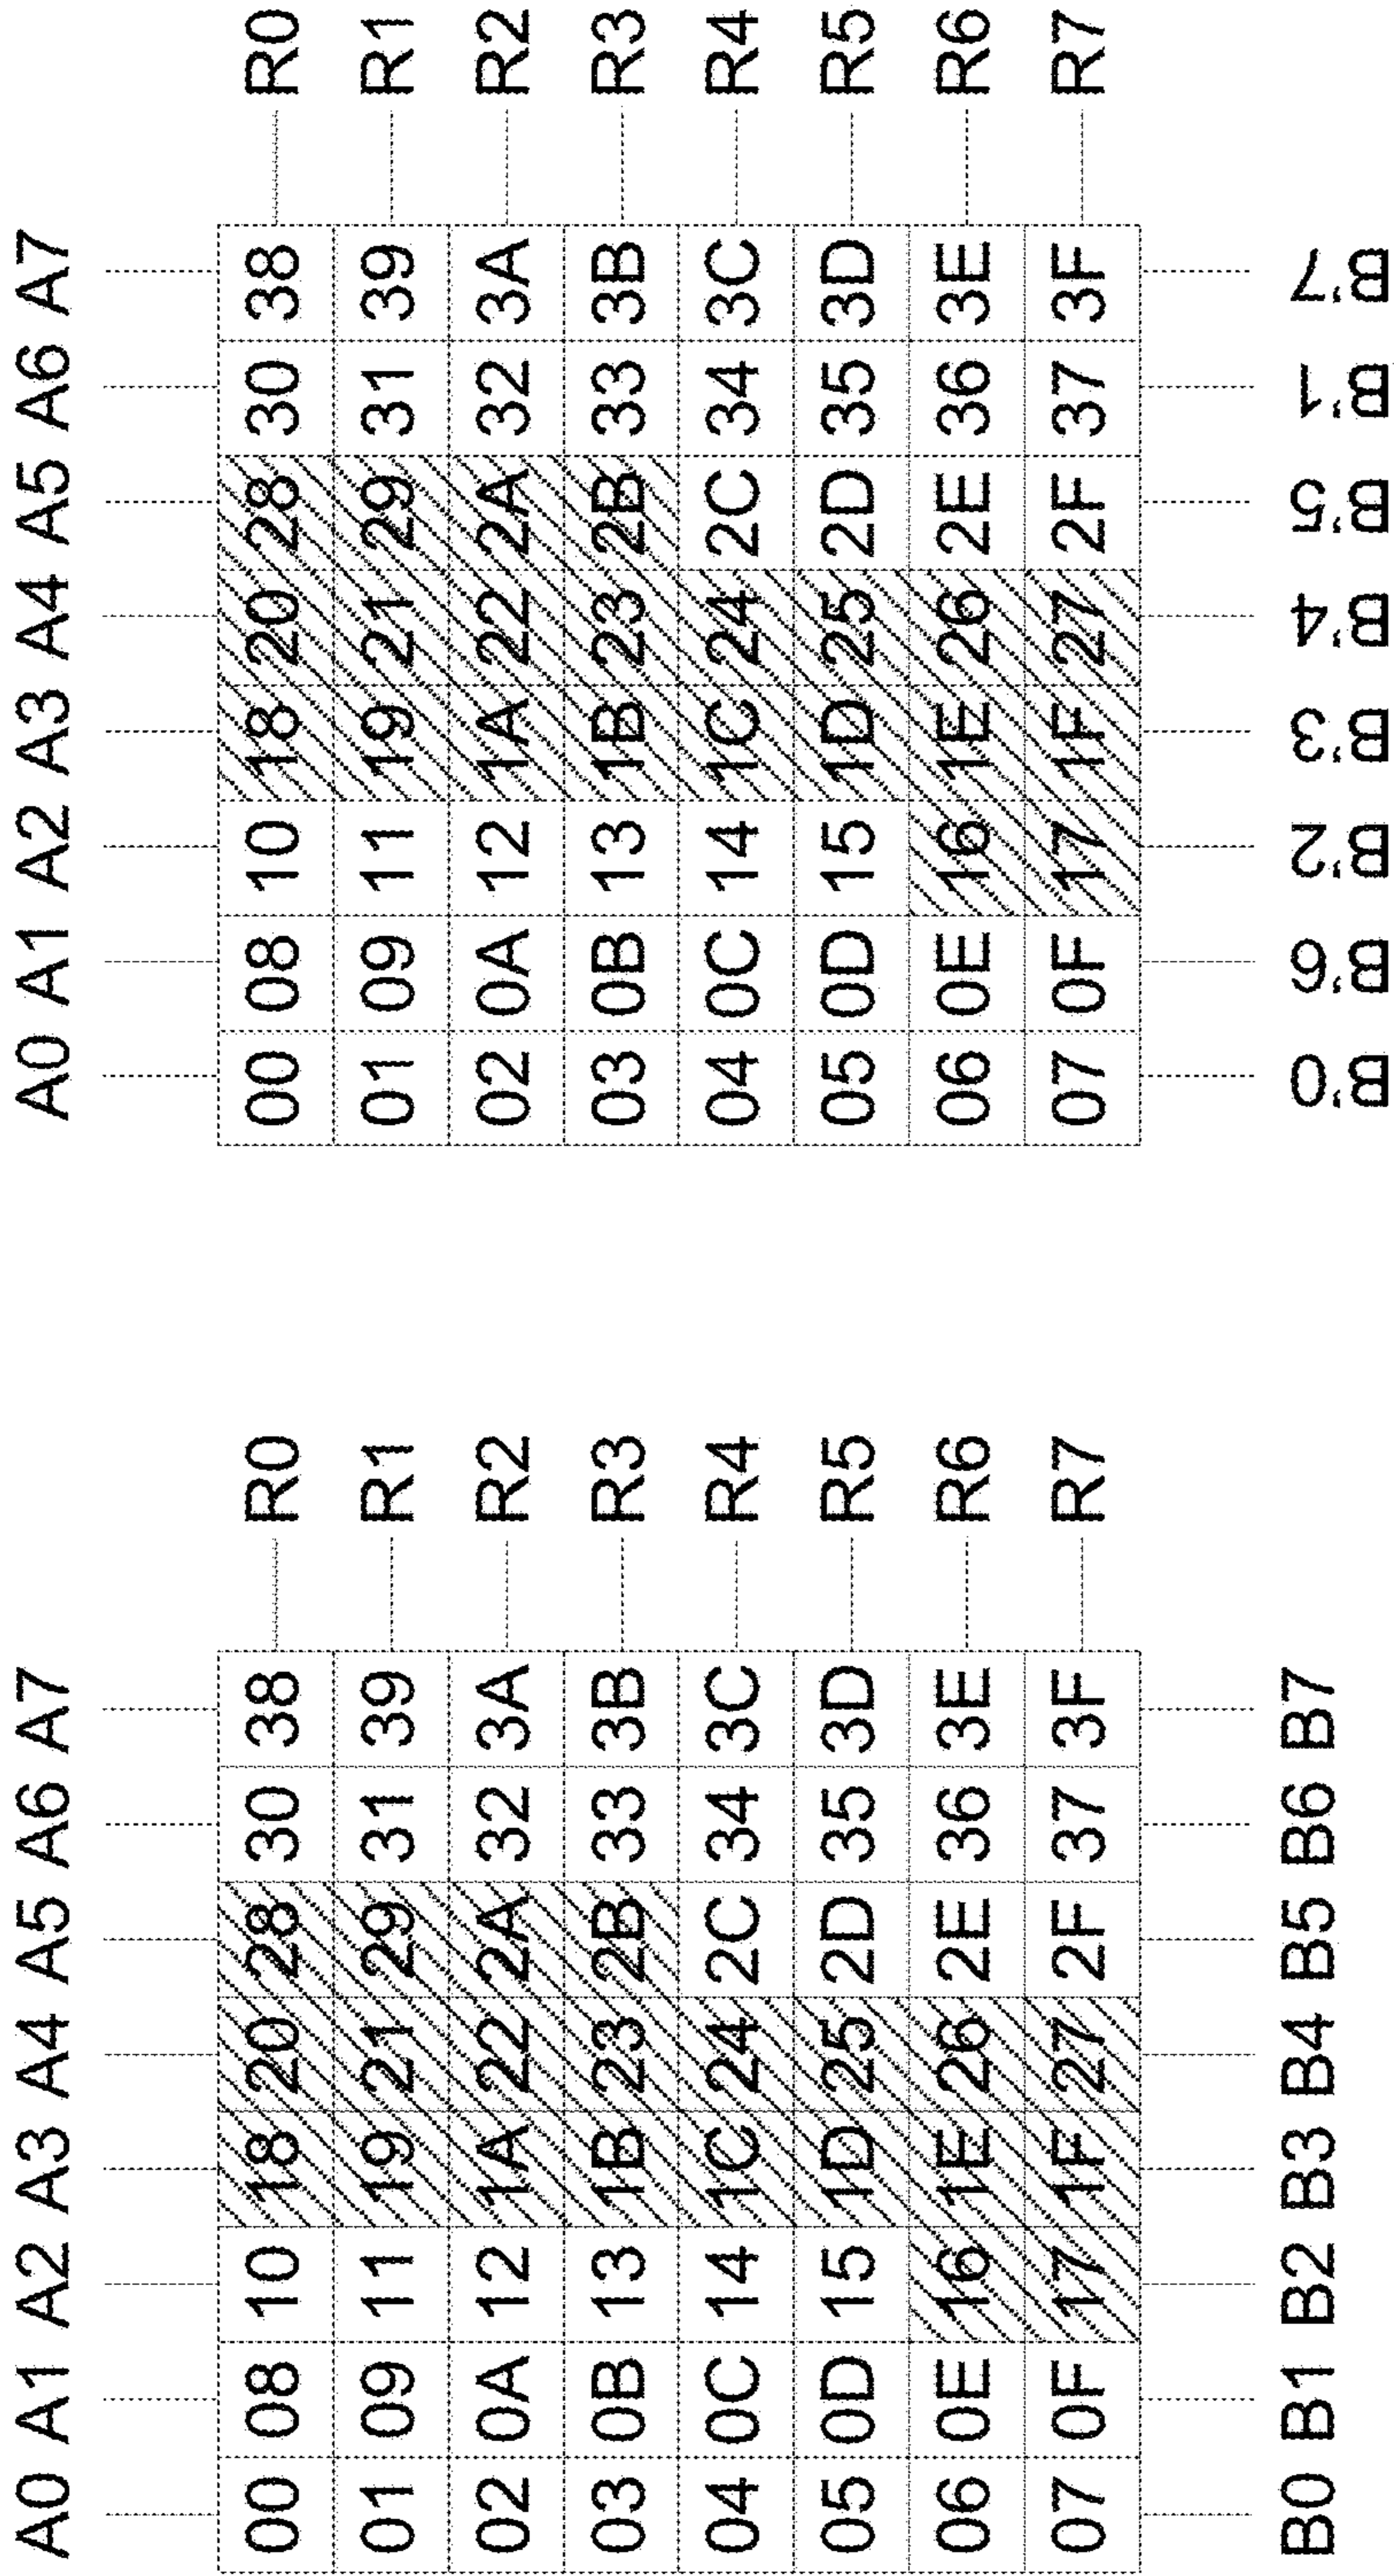 A0 A1 A2 A3 A4 A5 A6 A7 A0 A1 A2 A3 A4 A5 A6 A7
00 08 10 18 20 28 30 38 R0 00 08 10 18 20 28 30 38 R0
01 09 11 19 21 29 31 39 R1 01 09 11 19 21 29 31 39 R1
02 0A 12 1A 22 2A 32 3A R2 02 0A 12 1A 22 2A 32 3A R2
03 0B 13 1B 23 2B 33 3B R3 03 0B 13 1B 23 2B 33 3B R3
04 0C 14 1C 24 2C 34 3C R4 04 0C 14 1C 24 2C 34 3C R4
05 0D 15 1D 25 2D 35 3D R5 05 0D 15 1D 25 2D 35 3D R5
06 0E 16 1E 26 2E 36 3E R6 06 0E 16 1E 26 2E 36 3E R6
07 0F 17 1F 27 2F 37 3F R7 07 0F 17 1F 27 2F 37 3F R7
B0 B1 B2 B3 B4 B5 B6 B7 B'0 B'6 B'2 B'3 B'4 B'5 B'1 B'7